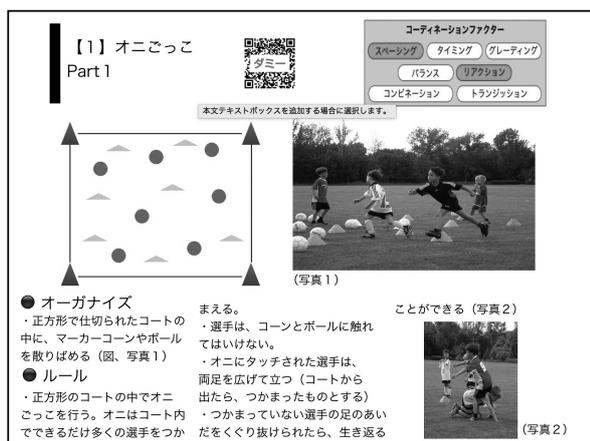 【1】オニごっこ
Part1
ダミー
コーディネーションファクター
スペーシング
タイミング
グレーディング
バランス
リアクション
コンビネーション
トランジッション
本文テキストボックスを追加する場合に選択します。
(写真1)
オーガナイズ
・正方形で仕切られたコートの
中に、マーカーコーンやボール
を散りばめる(図、写真1)
ルール
・正方形のコートの中でオニ
ごっこを行う。オニはコート内
でできるだけ多くの選手をつか
まえる。
・選手は、コーンとボールに触れ
てはいけない。
・オニにタッチされた選手は、
両足を広げて立つ(コートから
出たら、つかまったものとする)
・つかまっていない選手の足のあい
だをくぐり抜けられたら、生き返る
ことができる(写真2)
(写真2)